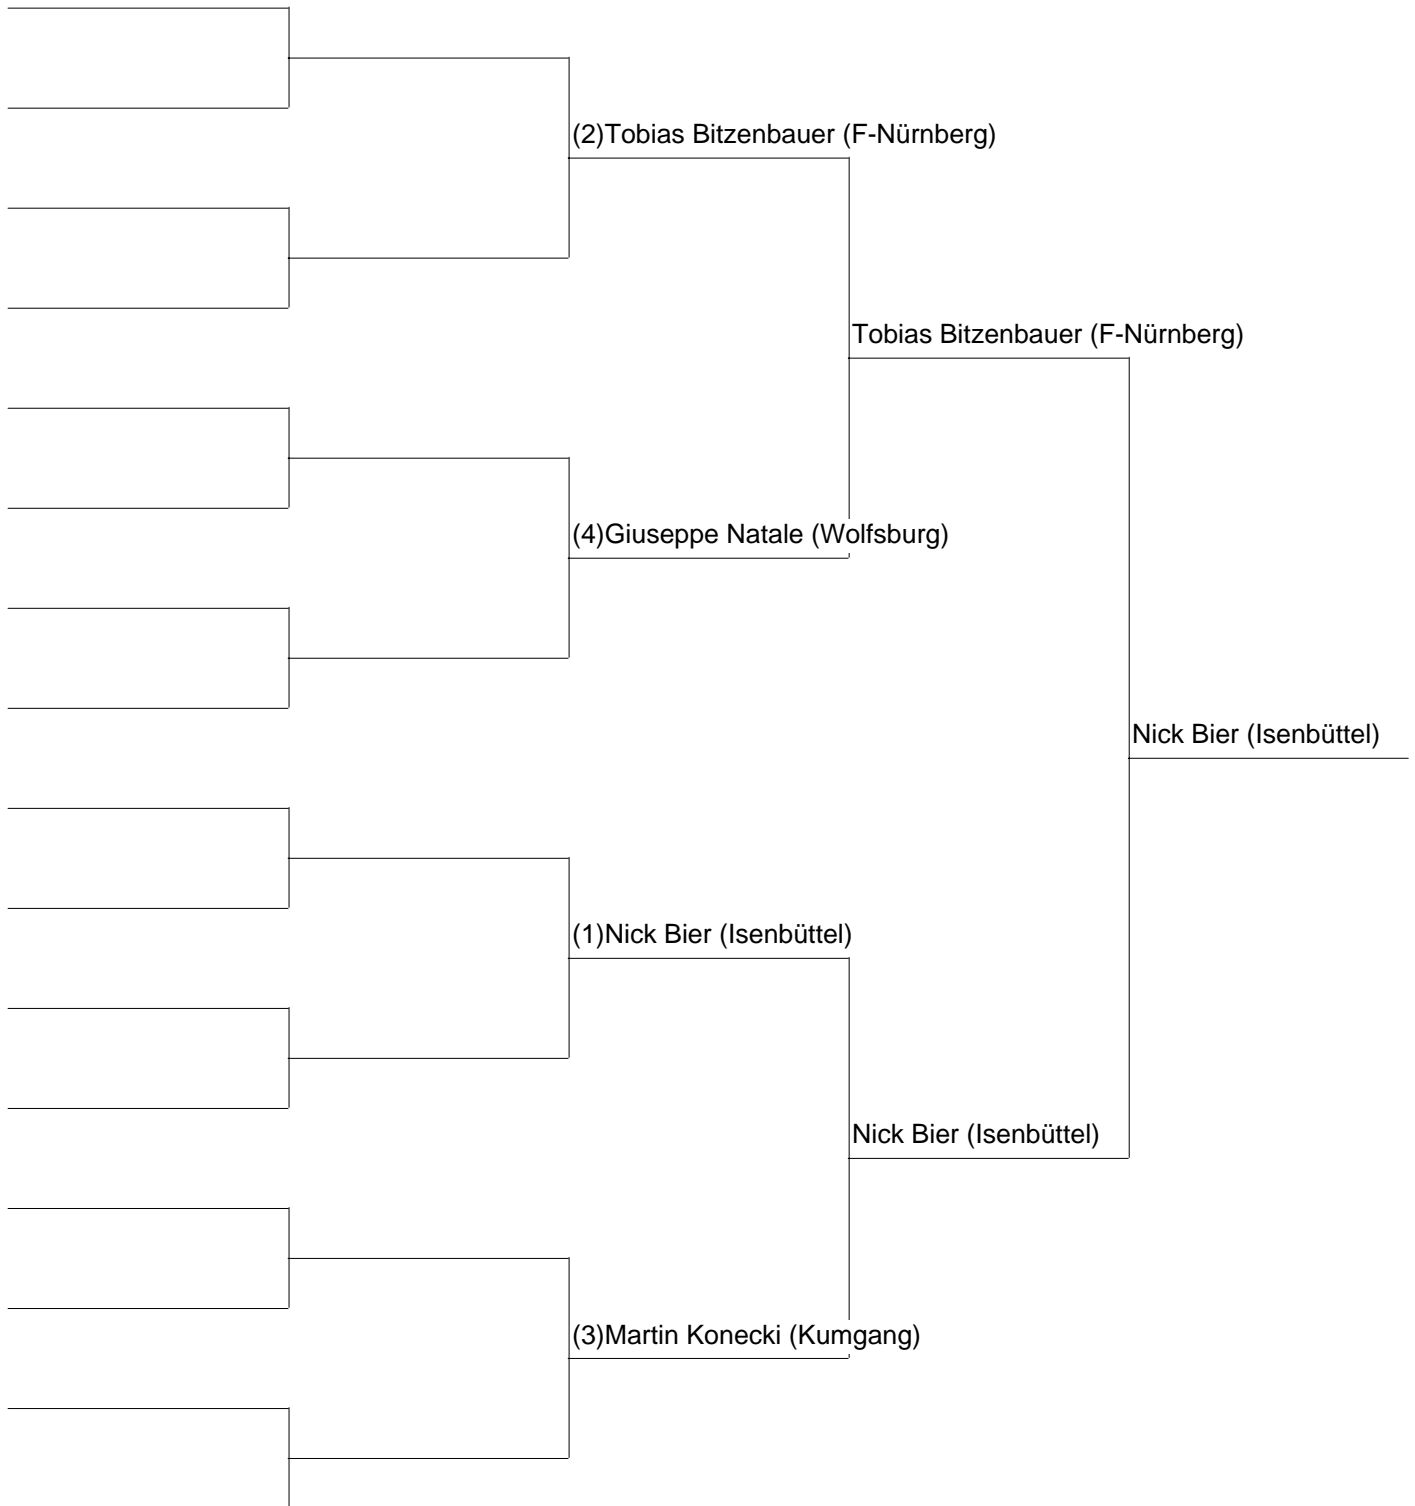 (2)Tobias Bitzenbauer (F-Nürnberg)
Tobias Bitzenbauer (F-Nürnberg)
(4)Giuseppe Natale (Wolfsburg)
Nick Bier (Isenbüttel)
(1)Nick Bier (Isenbüttel)
Nick Bier (Isenbüttel)
(3)Martin Konecki (Kumgang)